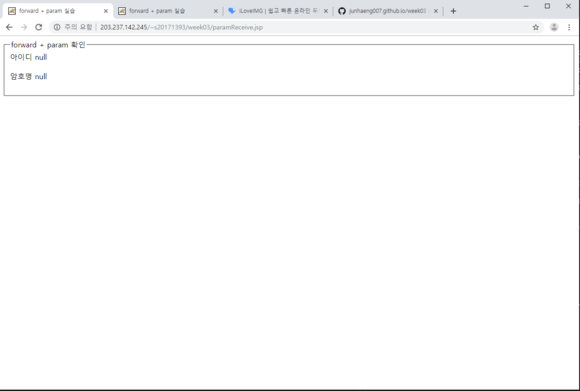 forward + param 실습
forward + param 실습
iLoveIMG | 쉽고 빠른 온라인 무
junhaeng007.github.io/week03
주의 요함 | 203.237.142.245/~s20171393/week03/paramReceive.jsp
forward + param 확인
아이디 null
암호명 null